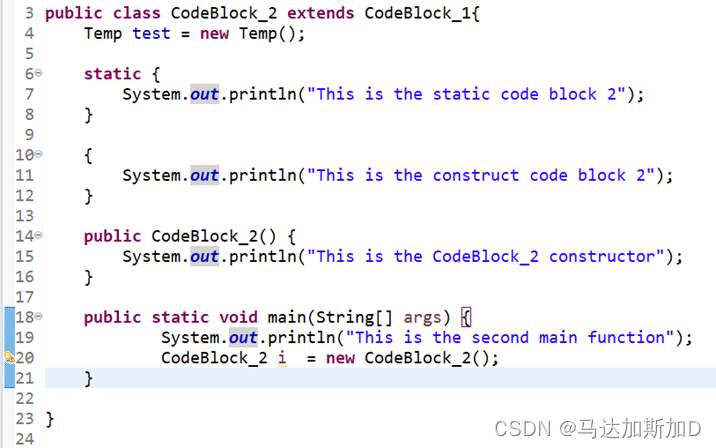 3 public class CodeBlock_2 extends CodeBlock_1{
4     Temp test = new Temp();
5
6     static {
7         System.out.println("This is the static code block 2");
8     }
9
10     {
11         System.out.println("This is the construct code block 2");
12     }
13
14     public CodeBlock_2() {
15         System.out.println("This is the CodeBlock_2 constructor");
16     }
17
18     public static void main(String[] args) {
19             System.out.println("This is the second main function");
20             CodeBlock_2 i  = new CodeBlock_2();
21     }
22
23 }
24
CSDN @马达加斯加D